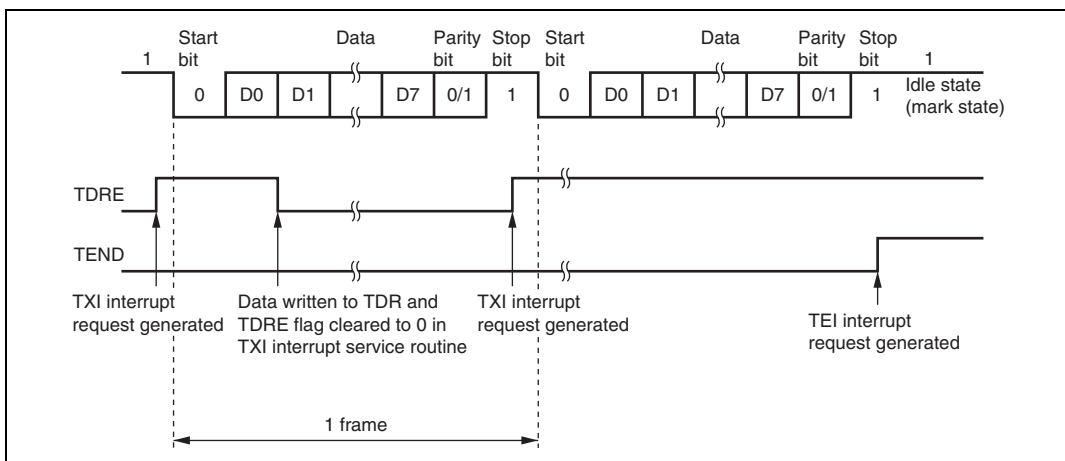 1
Start bit
Data
Parity bit
Stop bit
Start bit
Data
Parity bit
Stop bit
1
0
D0
D1
D7
0/1
1
0
D0
D1
D7
0/1
1
Idle state
(mark state)
TDRE
TEND
TXI interrupt
request generated
Data written to TDR and
TDRE flag cleared to 0 in
TXI interrupt service routine
TXI interrupt
request generated
TEI interrupt
request generated
1 frame